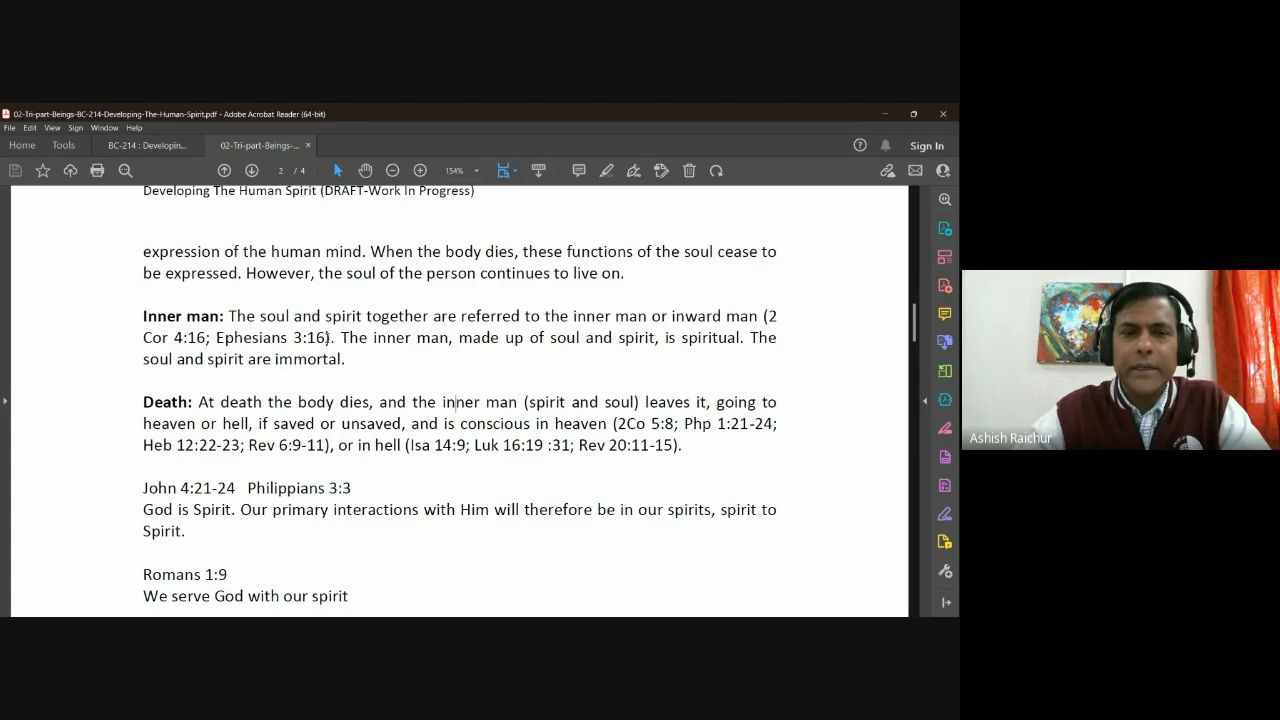 02-Tri-part-Beings-BC-214-Developing-The-Human-Spirit.pdf - Adobe Acrobat Reader (64-bit)
File Edit View Sign Window Help
Home Tools BC-214 : Developin... 02-Tri-part-Beings-... × Sign In
2 / 4 154%
Developing The Human Spirit (DRAFT-Work In Progress)
expression of the human mind. When the body dies, these functions of the soul cease to
be expressed. However, the soul of the person continues to live on.
Inner man: The soul and spirit together are referred to the inner man or inward man (2
Cor 4:16; Ephesians 3:16). The inner man, made up of soul and spirit, is spiritual. The
soul and spirit are immortal.
Death: At death the body dies, and the inner man (spirit and soul) leaves it, going to
heaven or hell, if saved or unsaved, and is conscious in heaven (2Co 5:8; Php 1:21-24;
Heb 12:22-23; Rev 6:9-11), or in hell (Isa 14:9; Luk 16:19 :31; Rev 20:11-15).
John 4:21-24 Philippians 3:3
God is Spirit. Our primary interactions with Him will therefore be in our spirits, spirit to
Spirit.
Romans 1:9
We serve God with our spirit
Ashish Raichur